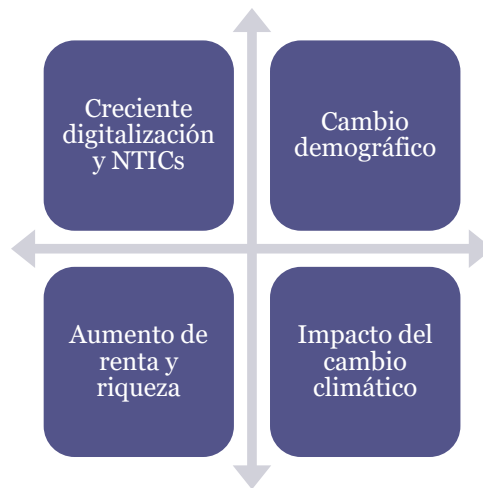 Creciente
digitalización
y NTICs
Cambio
demográfico
Aumento de
renta y
riqueza
Impacto del
cambio
climático